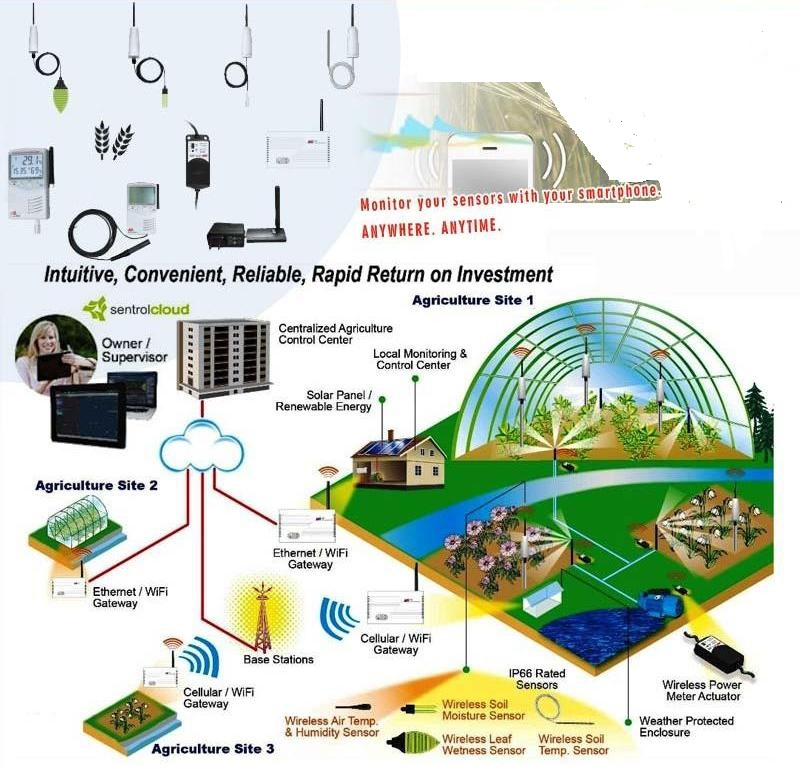 Monitor your sensors with your smartphone.
ANYWHERE. ANYTIME.
Intuitive, Convenient, Reliable, Rapid Return on Investment
sentrolcloud
Owner /
Supervisor
Centralized Agriculture
Control Center
Agriculture Site 1
Local Monitoring &
Control Center
Solar Panel /
Renewable Energy
Agriculture Site 2
Ethernet / WiFi
Gateway
Ethernet / WiFi
Gateway
Cellular / WiFi
Gateway
Base Stations
Cellular / WiFi
Gateway
Agriculture Site 3
IP66 Rated
Sensors
Wireless Power
Meter Actuator
Wireless Air Temp.
& Humidity Sensor
Wireless Soil
Moisture Sensor
Wireless Leaf
Wetness Sensor
Wireless Soil
Temp. Sensor
Weather Protected
Enclosure